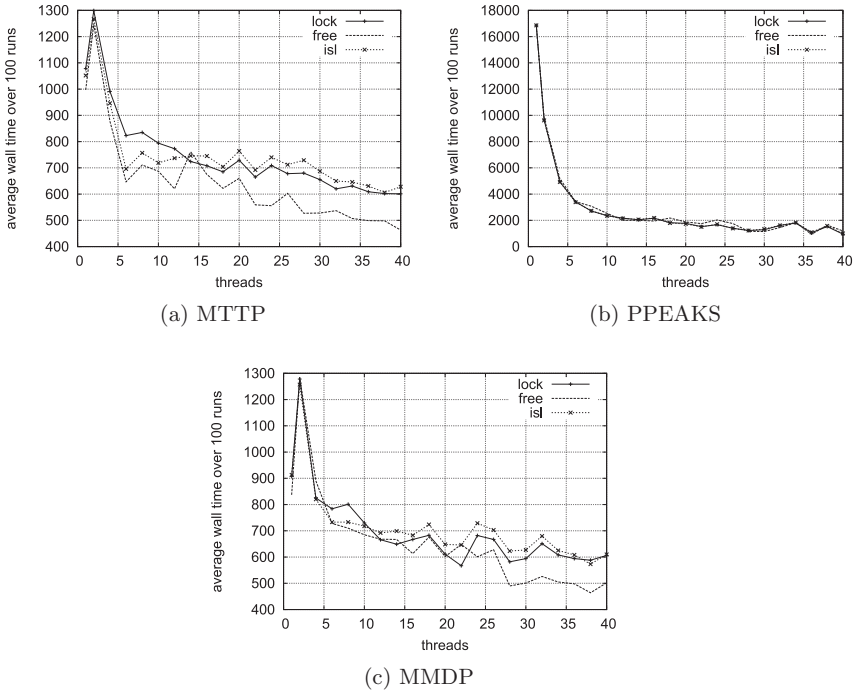 1300
1200
1100
1000
900
800
700
600
500
400
0 5 10 15 20 25 30 35 40
average wall time over 100 runs
threads
lock
free
isl
(a) MTTP
18000
16000
14000
12000
10000
8000
6000
4000
2000
0
0 5 10 15 20 25 30 35 40
average wall time over 100 runs
threads
lock
free
isl
(b) PPEAKS
1300
1200
1100
1000
900
800
700
600
500
400
0 5 10 15 20 25 30 35 40
average wall time over 100 runs
threads
lock
free
isl
(c) MMDP